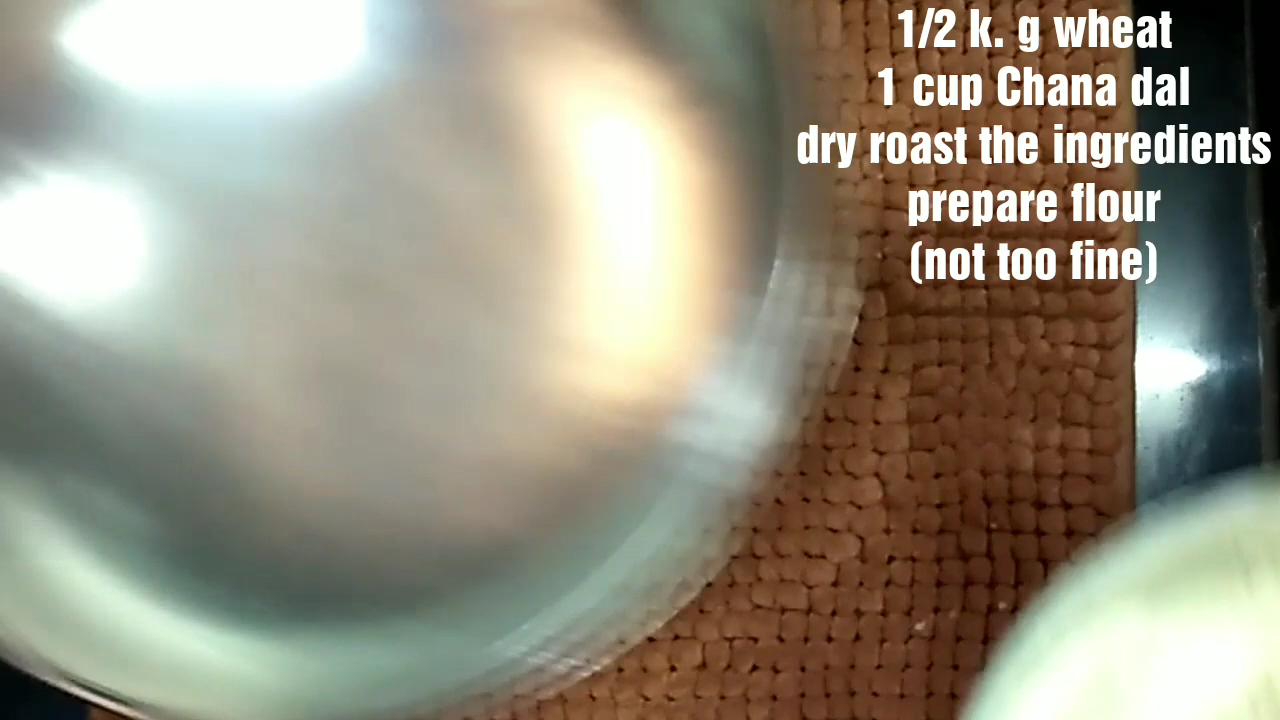 1/2 k. g wheat
1 cup Chana dal
dry roast the ingredients
prepare flour
(not too fine)